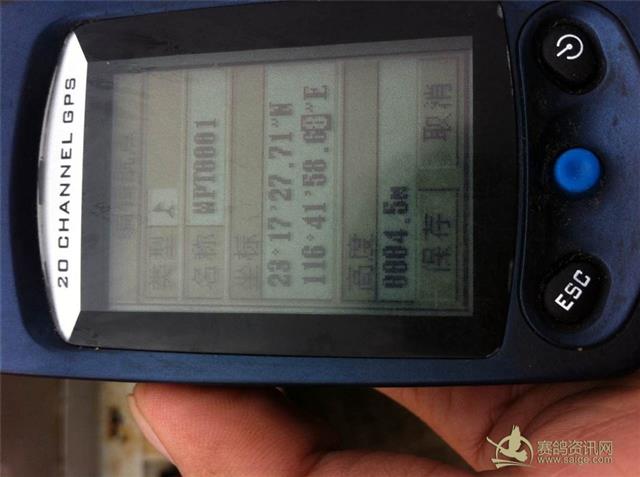 20 CHANNEL GPS
类型
名称 WPT0001
坐标
23°17'27.71"N
116°41'58.60"E
高度
0004.5M
保存 取消
ESC
赛鸽资讯网
www.saige.com